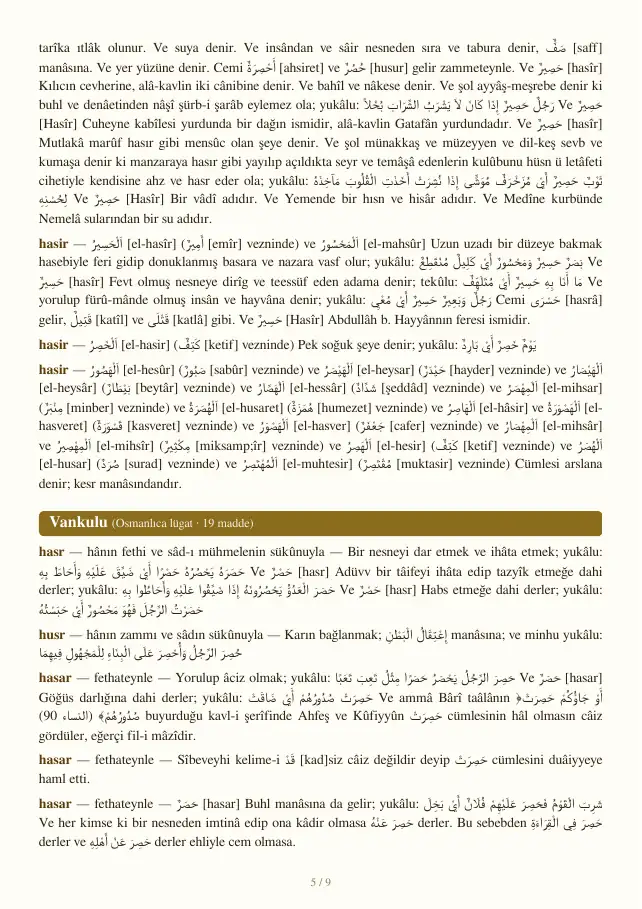 tarîka ıtlâk olunur. Ve suya denir. Ve insândan ve sâir nesneden sıra ve tabura denir, صَفٌّ [saff]
manâsına. Ve yer yüzüne denir. Cemi أَحْصِرَةٌ [ahsiret] ve حُصُرٌ [husur] gelir zammeteynle. Ve حَصِيرٌ [hasîr]
Kılıcın cevherine, alâ-kavlin iki cânibine denir. Ve bahîl ve nâkese denir. Ve şol ayyâş-meşrebe denir ki
buhl ve denâetinden nâşî şürb-i şarâb eylemez ola; yukâlu: رَجُلٌ حَصِيرٌ إِذَا كَانَ لاَ يَشْرَبُ الشَّرَابَ بُخْلاً Ve حَصِيرٌ
[Hasîr] Cuheyne kabîlesi yurdunda bir dağın ismidir, alâ-kavlin Gatafân yurdundadır. Ve حَصِيرٌ [hasîr]
Mutlakâ marûf hasır gibi mensûc olan şeye denir. Ve şol münakkaş ve müzeyyen ve dil-keş sevb ve
kumaşa denir ki manzaraya hasır gibi yayılıp açıldıkta seyr ve temâşâ edenlerin kulûbunu hüsn ü letâfeti
cihetiyle kendisine ahz ve hasr eder ola; yukâlu: ثَوْبٌ حَصِيرٌ أَيْ مُزَخْرَفٌ مُوَشًّى إِذَا نُشِرَتْ أَخَذَتِ الْقُلُوبَ مَآخِذَهُ
لِحُسْنِهِ Ve حَصِيرٌ [Hasîr] Bir vâdî adıdır. Ve Yemende bir hısn ve hisâr adıdır. Ve Medîne kurbünde
Nemelâ sularından bir su adıdır.
hasir — اَلْحَسِيرُ [el-hasîr] (أَمِيرٌ [emîr] vezninde) ve اَلْمَحْسُورُ [el-mahsûr] Uzun uzadı bir düzeye bakmak
hasebiyle feri gidip donuklanmış basara ve nazara vasf olur; yukâlu: بَصَرٌ حَسِيرٌ وَمَحْسُورٌ أَيْ كَلِيلٌ مُنْقَطِعٌ Ve
حَسِيرٌ [hasîr] Fevt olmuş nesneye dirîg ve teessüf eden adama denir; tekûlu: مَا أَنَا بِهِ حَسِيرٌ أَيْ مُتَلَهِّفٌ Ve
yorulup fürû-mânde olmuş insân ve hayvâna denir; yukâlu: رَجُلٌ وَبَعِيرٌ حَسِيرٌ أَيْ مُعْيٍ Cemi حَسْرَى [hasrâ]
gelir, قَتِيلٌ [katîl] ve قَتْلَى [katlâ] gibi. Ve حَسِيرٌ [Hasîr] Abdullâh b. Hayyânnın feresi ismidir.
hasir — اَلْخَصِرُ [el-hasir] (كَتِفٌ [ketif] vezninde) Pek soğuk şeye denir; yukâlu: يَوْمٌ خَصِرٌ أَيْ بَارِدٌ
hasir — اَلْهَصُورُ [el-hesûr] (صَبُورٌ [sabûr] vezninde) ve اَلْهَيْصَرُ [el-heysar] (حَيْدَرٌ [hayder] vezninde) ve اَلْهَيْصَارُ
[el-heysâr] (بَيْطَارٌ [beytâr] vezninde) ve اَلْهَصَّارُ [el-hessâr] (شَدَّادٌ [şeddâd] vezninde) ve اَلْمِهْصَرُ [el-mihsar]
(مِنْبَرٌ [minber] vezninde) ve اَلْهُصَرَةُ [el-husaret] (هُمَزَةٌ [humezet] vezninde) ve اَلْهَاصِرُ [el-hâsir] ve اَلْهَصْوَرَةُ [el-
hasveret] (قَسْوَرَةٌ [kasveret] vezninde) ve اَلْهَصْوَرُ [el-hasver] (جَعْفَرٌ [cafer] vezninde) ve اَلْمِهْصَارُ [el-mihsâr]
ve اَلْمِهْصِيرُ [el-mihsîr] (مِكْثِيرٌ [miksamp;îr] vezninde) ve اَلْهَصِرُ [el-hesir] (كَتِفٌ [ketif] vezninde) ve اَلْهُصَرُ
[el-husar] (صُرَدٌ [surad] vezninde) ve اَلْمُهْتَصِرُ [el-muhtesir] (مُقْتَصِرٌ [muktasir] vezninde) Cümlesi arslana
denir; kesr manâsındandır.
Vankulu (Osmanlıca lügat · 19 madde)
hasr — hânın fethi ve sâd-ı mühmelenin sükûnuyla — Bir nesneyi dar etmek ve ihâta etmek; yukâlu:
حَصَرَهُ يَحْصُرُهُ حَصْرًا أَيْ ضَيَّقَ عَلَيْهِ وَأَحَاطَ بِهِ Ve حَصْرٌ [hasr] Adüvv bir tâifeyi ihâta edip tazyîk etmeğe dahi
derler; yukâlu: حَصَرَ الْعَدُوُّ يَحْصُرُونَهُ إِذَا ضَيَّقُوا عَلَيْهِ وَأَحَاطُوا بِهِ Ve حَصْرٌ [hasr] Habs etmeğe dahi derler; yukâlu:
حَصَرْتُ الرَّجُلَ فَهُوَ مَحْصُورٌ أَيْ حَبَسْتُهُ
husr — hânın zammı ve sâdın sükûnuyla — Karın bağlanmak; إِعْتِقَالُ الْبَطْنِ manâsına; ve minhu yukâlu:
حُصِرَ الرَّجُلُ وَأُحْصِرَ عَلَى الْبِنَاءِ لِلْمَجْهُولِ فِيهِمَا
hasar — fethateynle — Yorulup âciz olmak; yukâlu: حَصِرَ الرَّجُلُ يَحْصَرُ حَصَرًا مِثْلُ تَعِبَ تَعَبًا Ve حَصَرٌ [hasar]
Göğüs darlığına dahi derler; yukâlu: حَصِرَتْ صُدُورُهُمْ أَيْ ضَاقَتْ Ve ammâ Bârî taâlânın ﴿أَوْ جَاؤُكُمْ حَصِرَتْ
صُدُورُهُمْ﴾ (النساء 90) buyurduğu kavl-i şerîfinde Ahfeş ve Kûfiyyûn حَصِرَتْ cümlesinin hâl olmasın câiz
gördüler, eğerçi fil-i mâzîdir.
hasar — fethateynle — Sîbeveyhi kelime-i قَدْ [kad]siz câiz değildir deyip حَصِرَتْ cümlesini duâiyyeye
haml etti.
hasar — fethateynle — حَصَرٌ [hasar] Buhl manâsına da gelir; yukâlu: شَرِبَ الْقَوْمُ فَحَصِرَ عَلَيْهِمْ فُلاَنٌ أَيْ بَخِلَ
Ve her kimse ki bir nesneden imtinâ edip ona kâdir olmasa حَصِرَ عَنْهُ derler. Bu sebebden حَصِرَ فِي الْقِرَاءَةِ
derler ve حَصِرَ عَنْ أَهْلِهِ derler ehliyle cem olmasa.
5 / 9